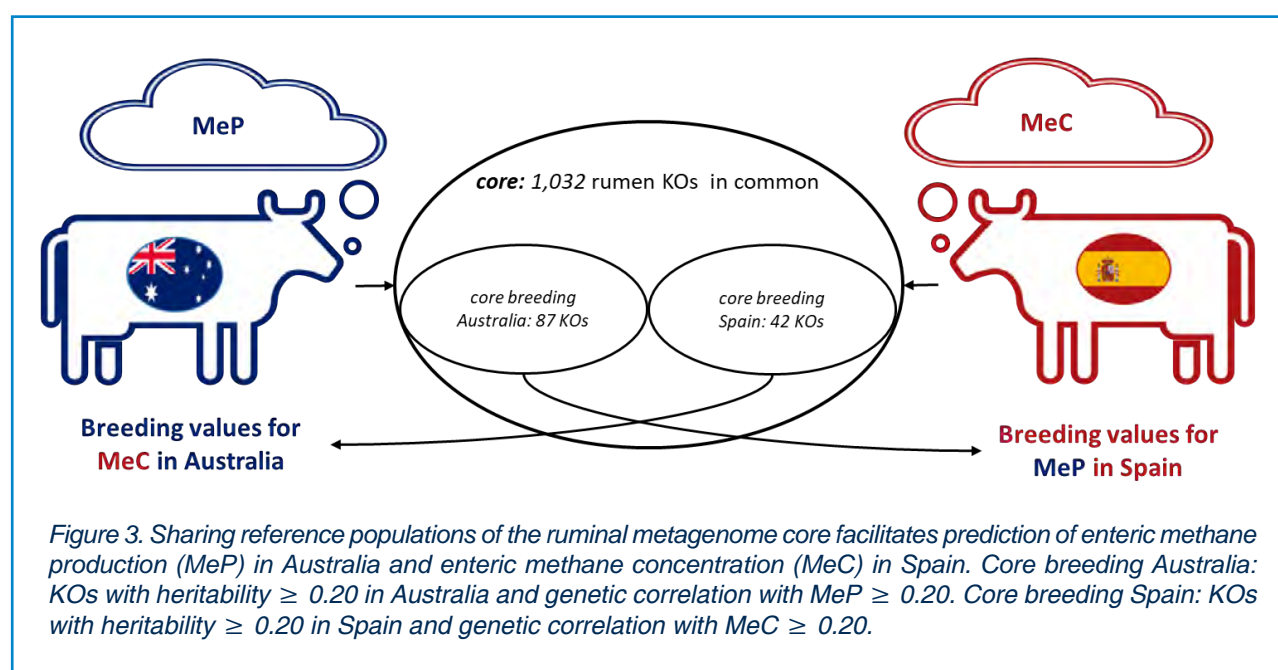 MeP
MeC
core: 1,032 rumen KOs in common
core breeding
Australia: 87 KOs
core breeding
Spain: 42 KOs
Breeding values for
MeC in Australia
Breeding values for
MeP in Spain
Figure 3. Sharing reference populations of the ruminal metagenome core facilitates prediction of enteric methane
production (MeP) in Australia and enteric methane concentration (MeC) in Spain. Core breeding Australia:
KOs with heritability ≥ 0.20 in Australia and genetic correlation with MeP ≥ 0.20. Core breeding Spain: KOs
with heritability ≥ 0.20 in Spain and genetic correlation with MeC ≥ 0.20.